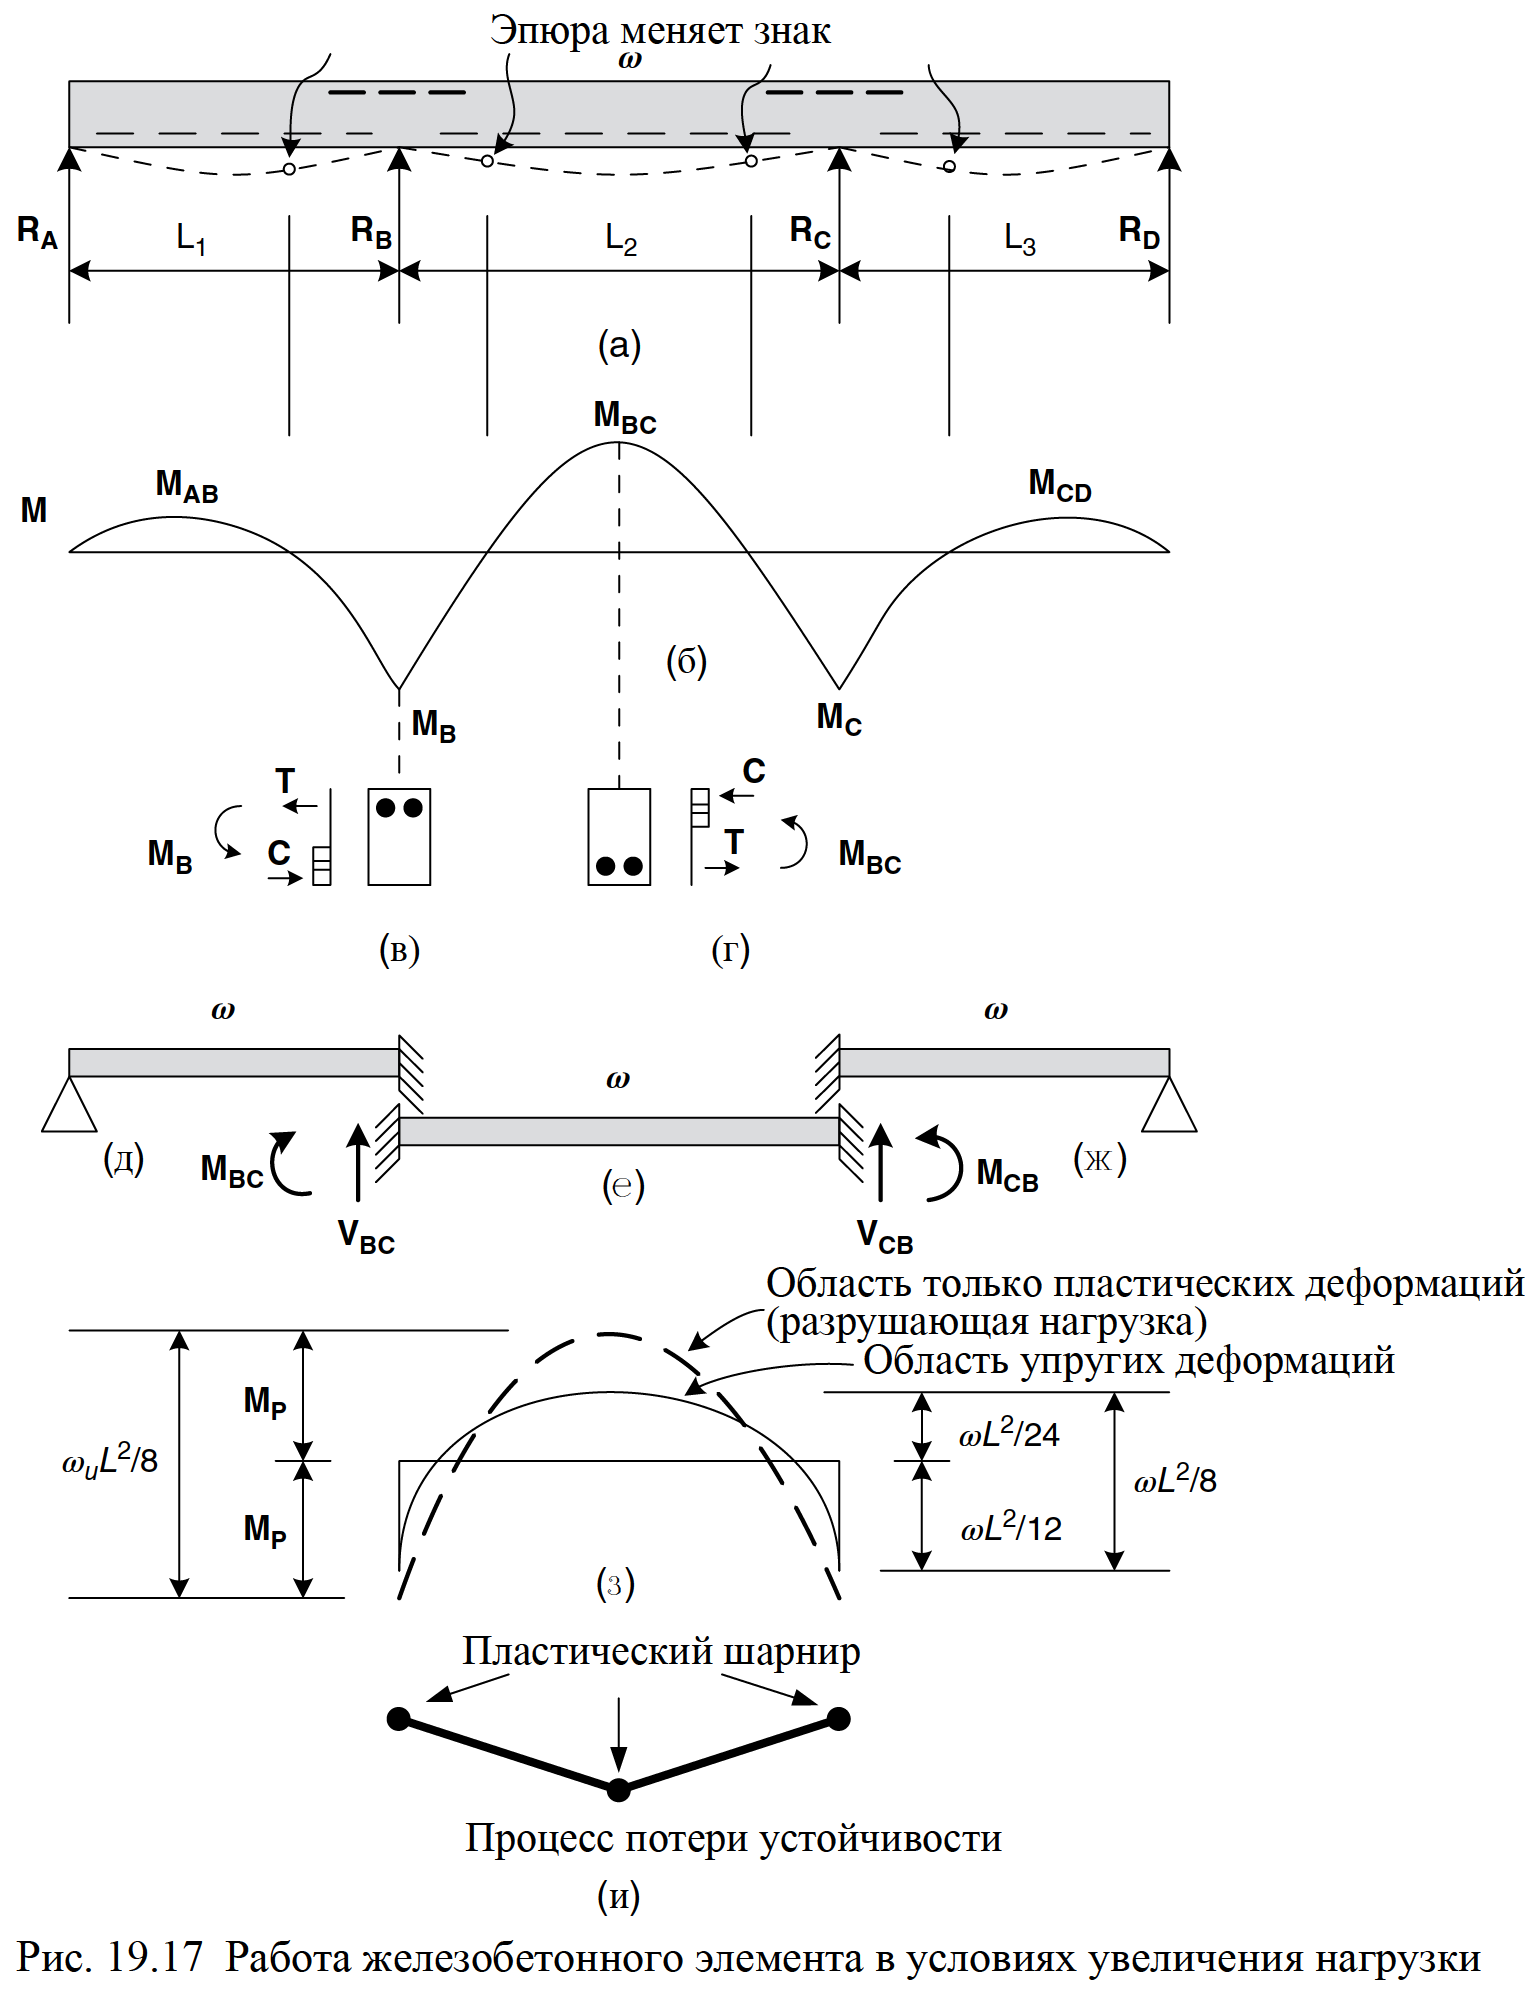 Эпюра меняет знак
ω
R_A L_1 R_B L_2 R_C L_3 R_D
(а)
M_BC
M_AB M_CD
M
(б)
M_B M_C
T C
M_B C T M_BC
(в) (г)
ω ω
ω
(д) M_BC (е) M_CB (ж)
V_BC V_CB
Область только пластических деформаций
(разрушающая нагрузка)
Область упругих деформаций
M_P ωL²/24
ω_uL²/8 ωL²/8
M_P ωL²/12
(з)
Пластический шарнир
Процесс потери устойчивости
(и)
Рис. 19.17 Работа железобетонного элемента в условиях увеличения нагрузки